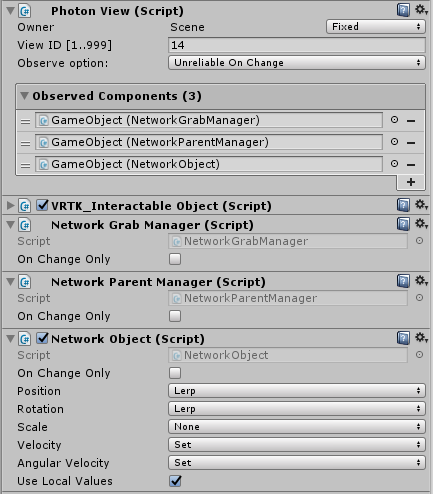 Photon View (Script)
Owner Scene Fixed
View ID [1..999] 14
Observe option: Unreliable On Change
Observed Components (3)
GameObject (NetworkGrabManager)
GameObject (NetworkParentManager)
GameObject (NetworkObject)
VRTK_Interactable Object (Script)
Network Grab Manager (Script)
Script NetworkGrabManager
On Change Only
Network Parent Manager (Script)
Script NetworkParentManager
On Change Only
Network Object (Script)
Script NetworkObject
On Change Only
Position Lerp
Rotation Lerp
Scale None
Velocity Set
Angular Velocity Set
Use Local Values